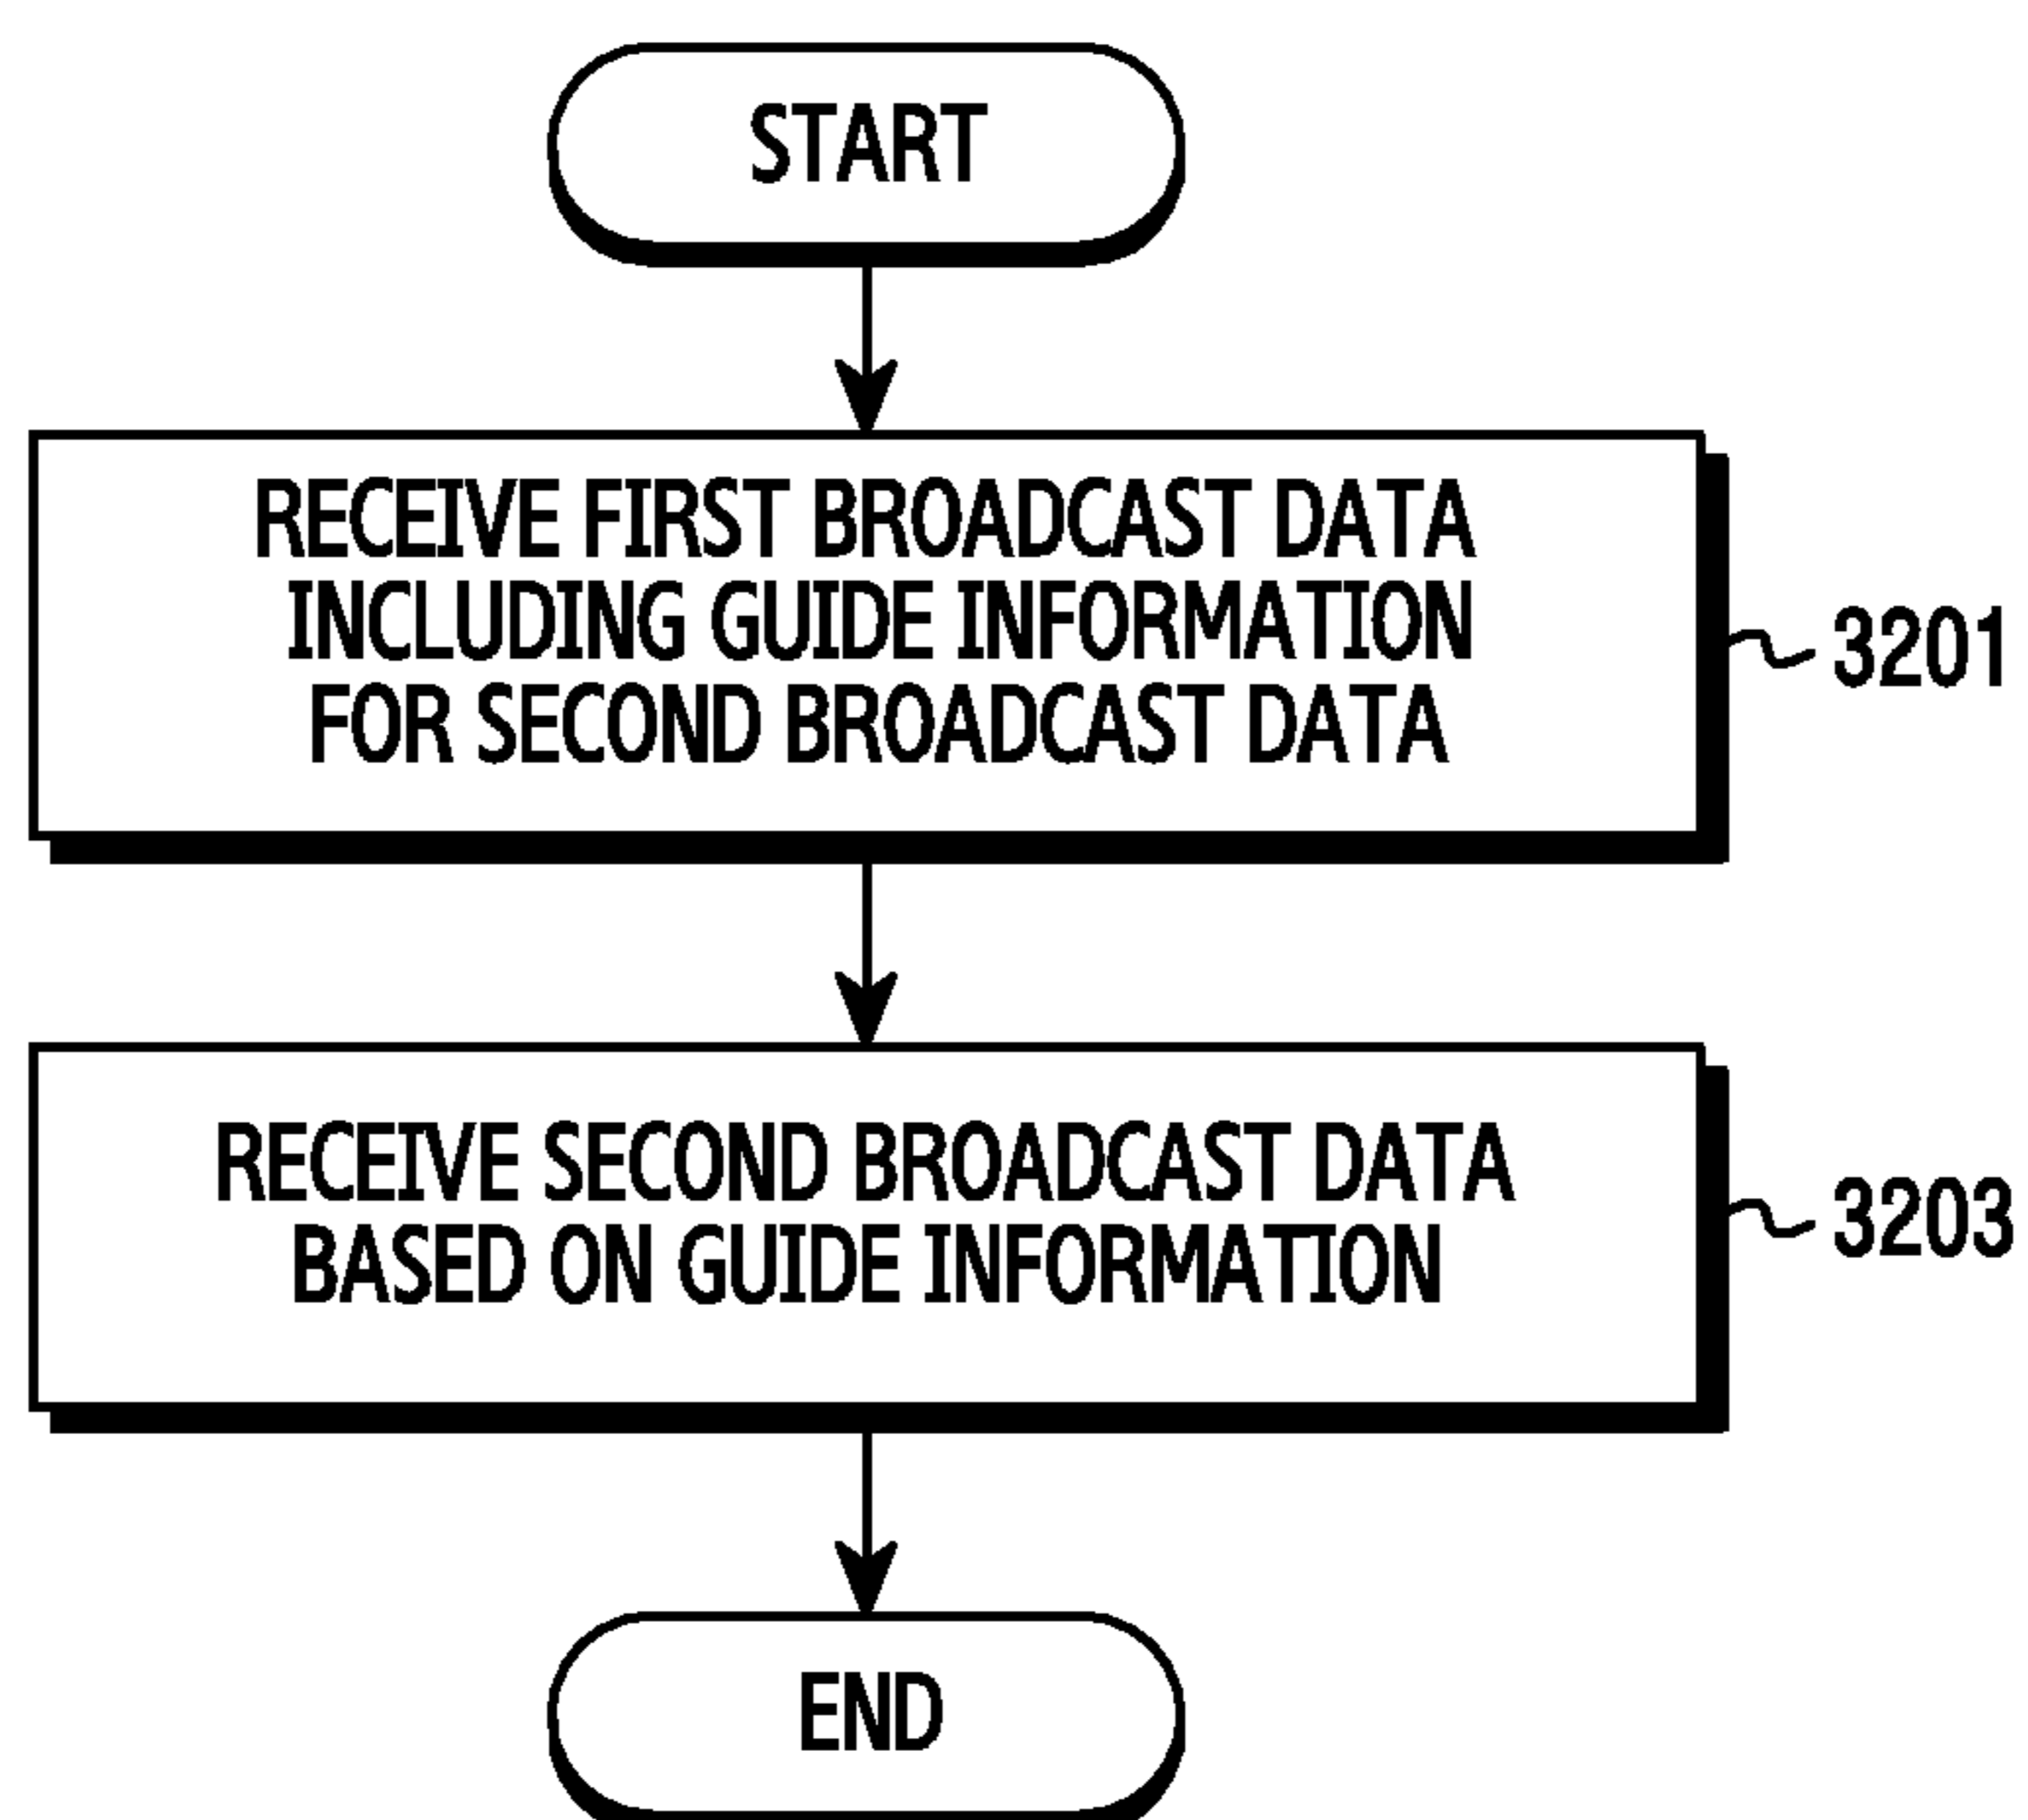 START
RECEIVE FIRST BROADCAST DATA
INCLUDING GUIDE INFORMATION
FOR SECOND BROADCAST DATA
3201
RECEIVE SECOND BROADCAST DATA
BASED ON GUIDE INFORMATION
3203
END